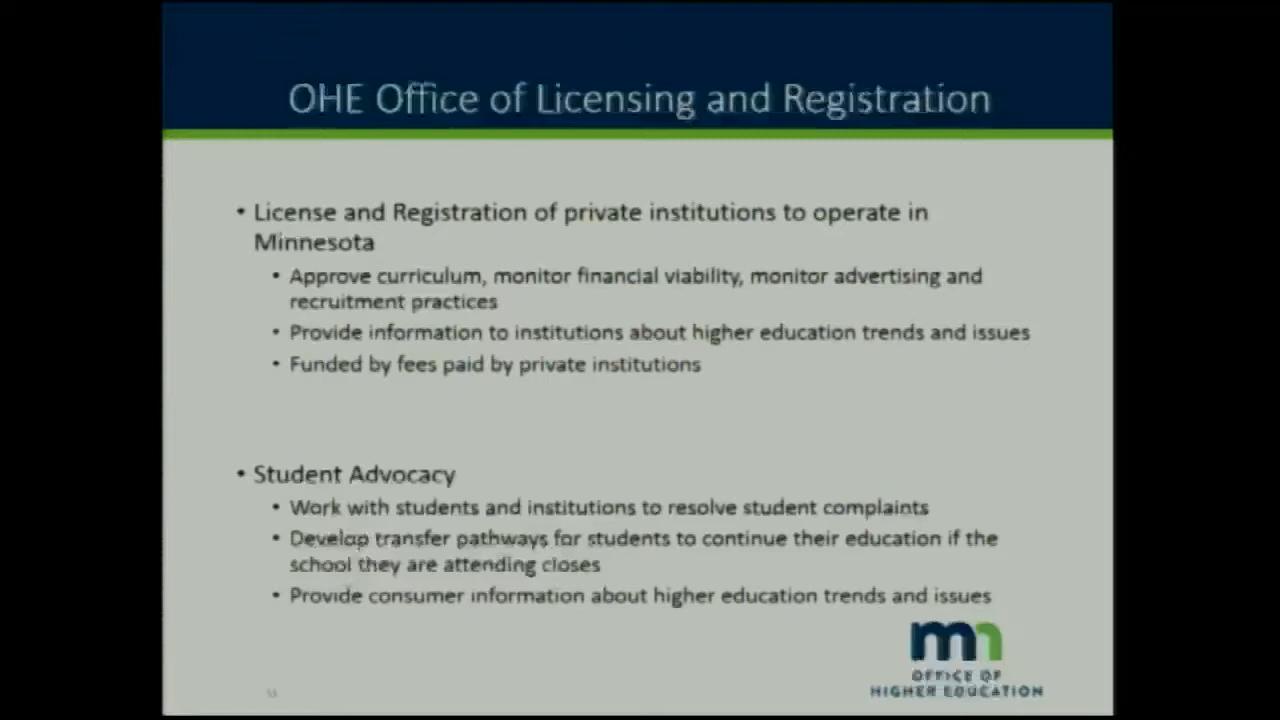 OHE Office of Licensing and Registration
• License and Registration of private institutions to operate in
Minnesota
• Approve curriculum, monitor financial viability, monitor advertising and
recruitment practices
• Provide information to institutions about higher education trends and issues
• Funded by fees paid by private institutions
• Student Advocacy
• Work with students and institutions to resolve student complaints
• Develop transfer pathways for students to continue their education if the
school they are attending closes
• Provide consumer information about higher education trends and issues
mn
OFFICE OF
HIGHER EDUCATION